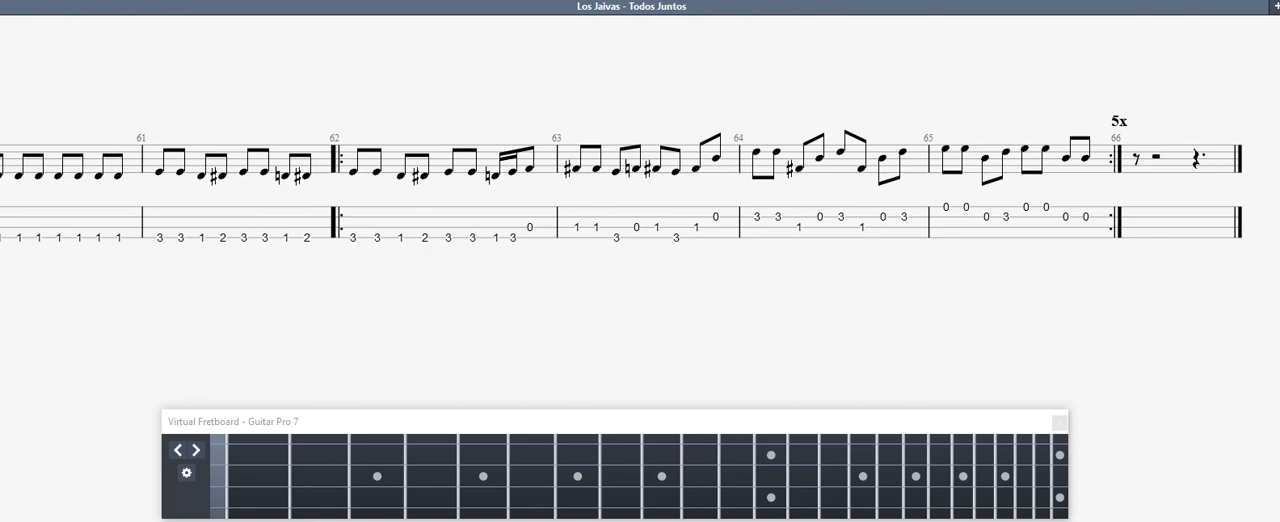 Los Jaivas - Todos Juntos
+
5x
61 62 63 64 65 66
0 0 0 0
0 3 3 0 3 0 3 0 3 0 0
0 1 1 0 1 1 1 1
1 1 1 1 1 1 1 3 3 1 2 3 3 1 2 3 3 1 2 3 3 1 3 3 3
Virtual Fretboard - Guitar Pro 7